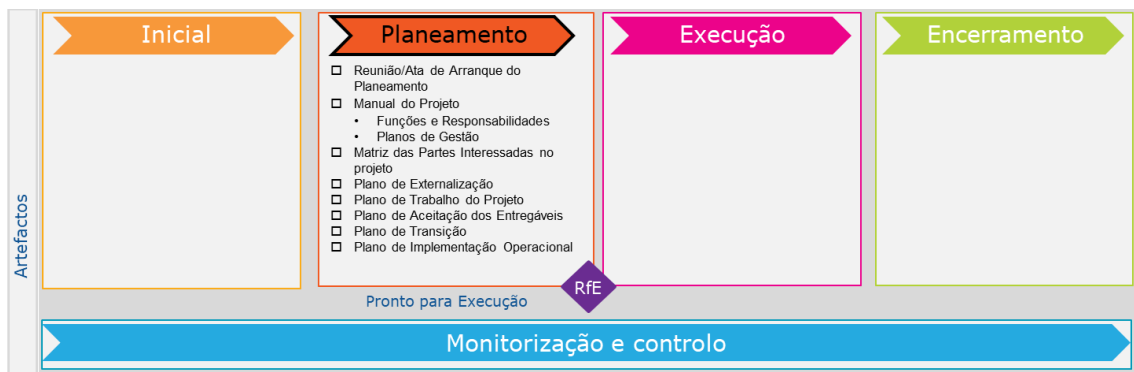 Inicial
Planeamento
Execução
Encerramento
Reunião/Ata de Arranque do
Planeamento
Manual do Projeto
• Funções e Responsabilidades
• Planos de Gestão
Matriz das Partes Interessadas no
projeto
Plano de Externalização
Plano de Trabalho do Projeto
Plano de Aceitação dos Entregáveis
Plano de Transição
Plano de Implementação Operacional
Artefactos
RfE
Pronto para Execução
Monitorização e controlo